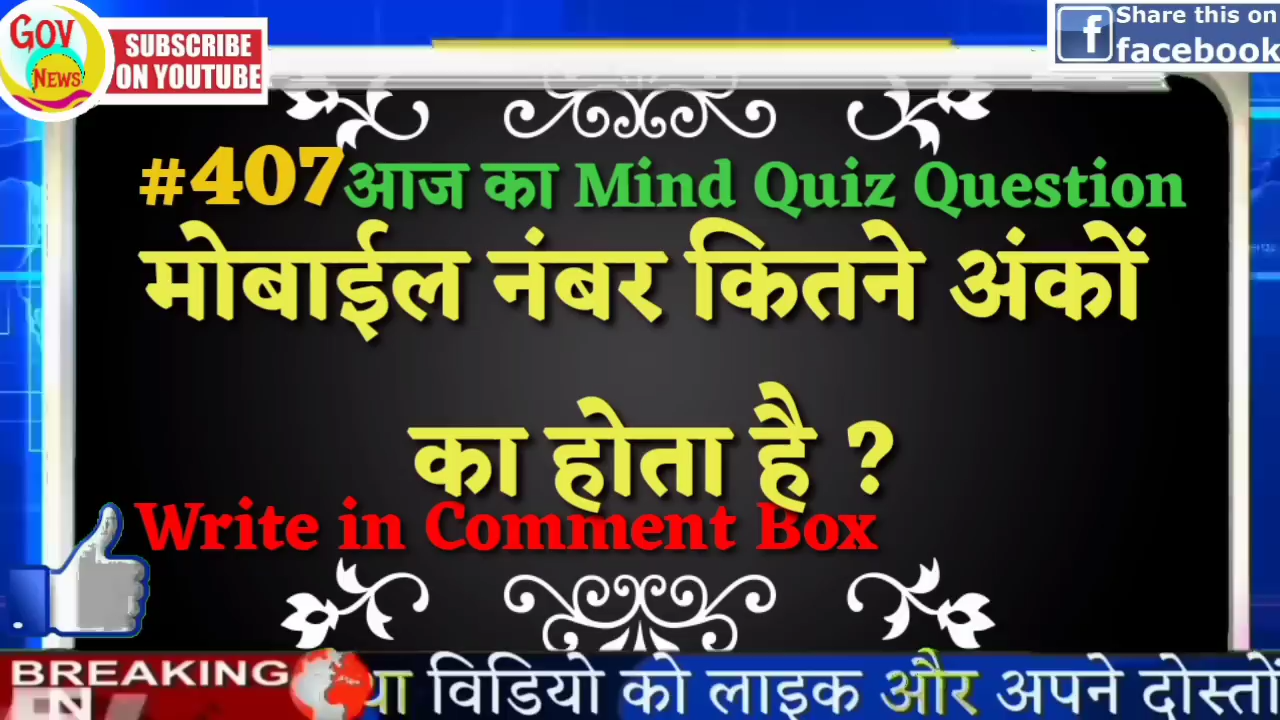 GOV
NEWS
SUBSCRIBE
ON YOUTUBE
f Share this on
facebook
#407 आज का Mind Quiz Question
मोबाईल नंबर कितने अंकों
का होता है ?
Write in Comment Box
BREAKING
विडियो को लाइक और अपने दोस्तों